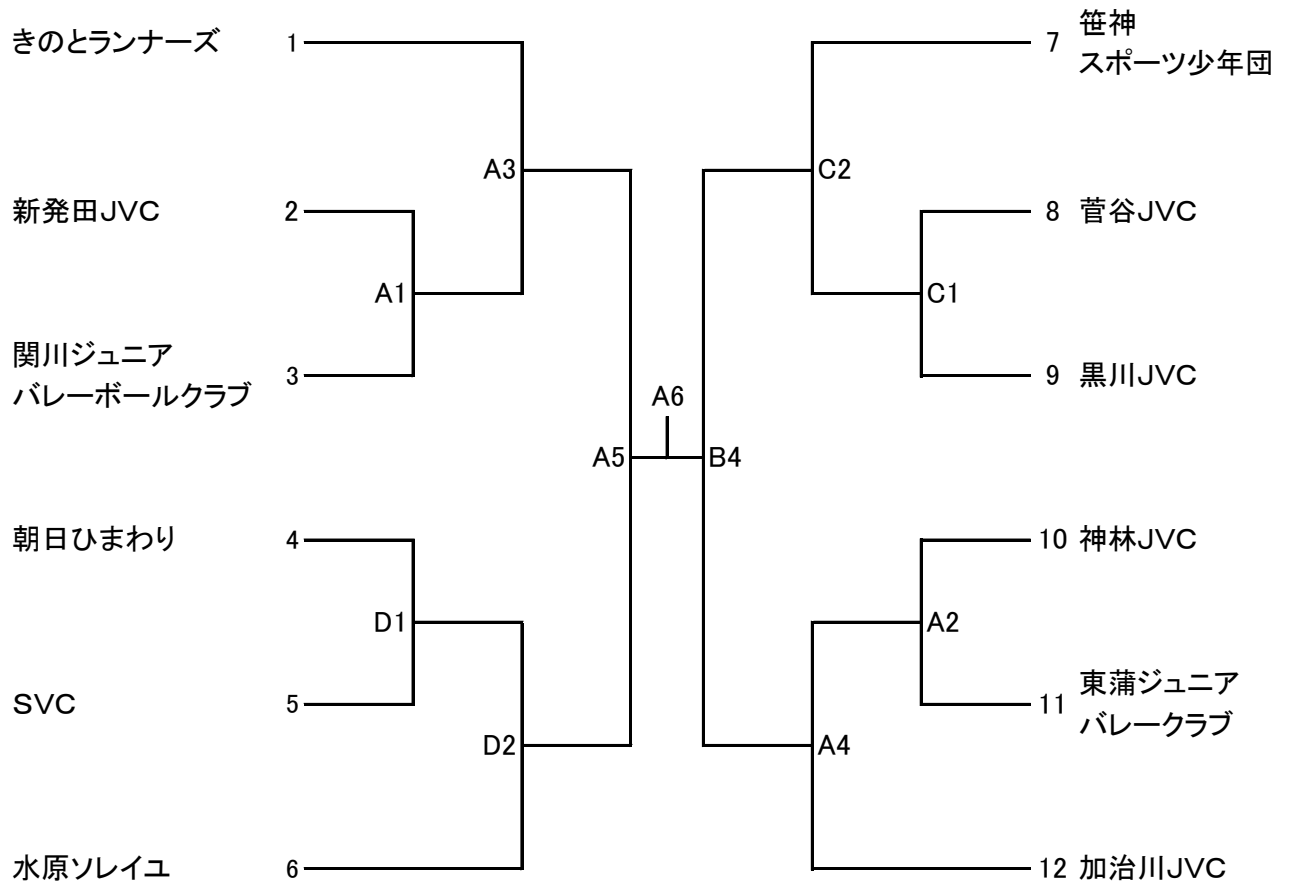 きのとランナーズ 1
7 笹神
スポーツ少年団
A3
C2
新発田JVC 2
8 菅谷JVC
A1
C1
関川ジュニア
バレーボールクラブ 3
9 黒川JVC
A6
A5
B4
朝日ひまわり 4
10 神林JVC
D1
A2
SVC 5
11 東蒲ジュニア
バレークラブ
D2
A4
水原ソレイユ 6
12 加治川JVC